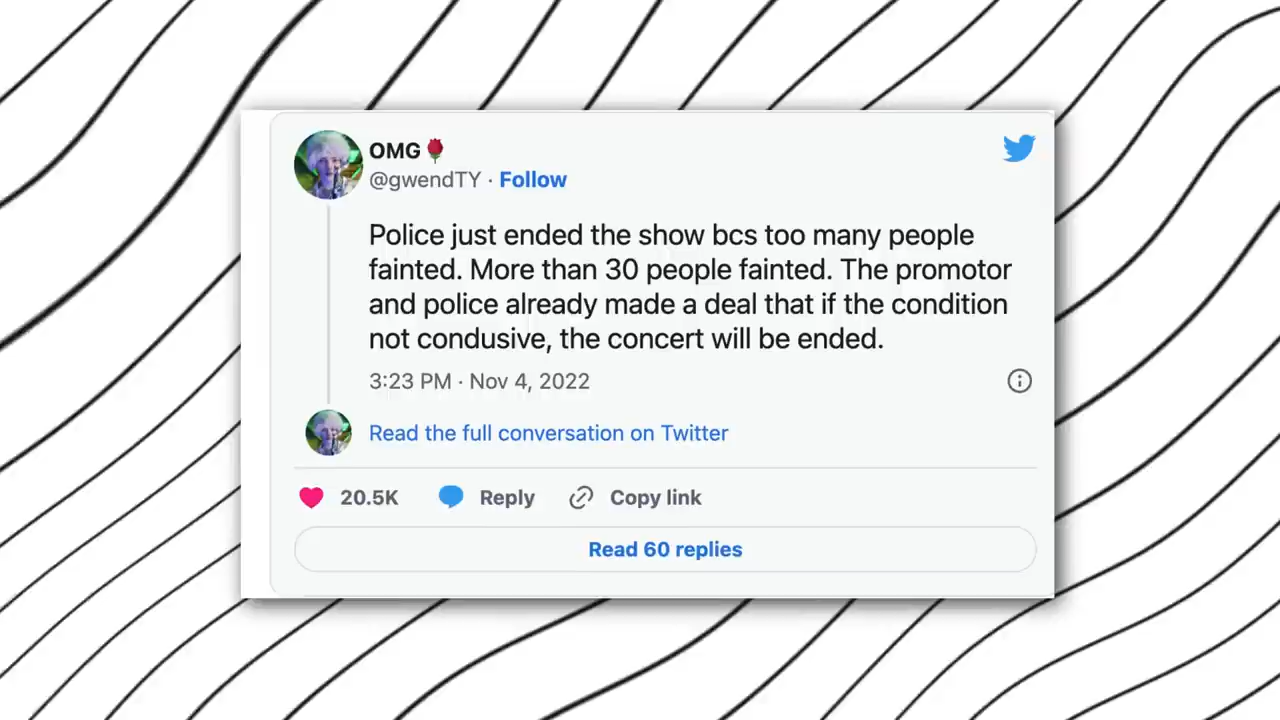 OMG🌹
@gwendTY · Follow
Police just ended the show bcs too many people
fainted. More than 30 people fainted. The promotor
and police already made a deal that if the condition
not condusive, the concert will be ended.
3:23 PM · Nov 4, 2022
Read the full conversation on Twitter
20.5K Reply Copy link
Read 60 replies